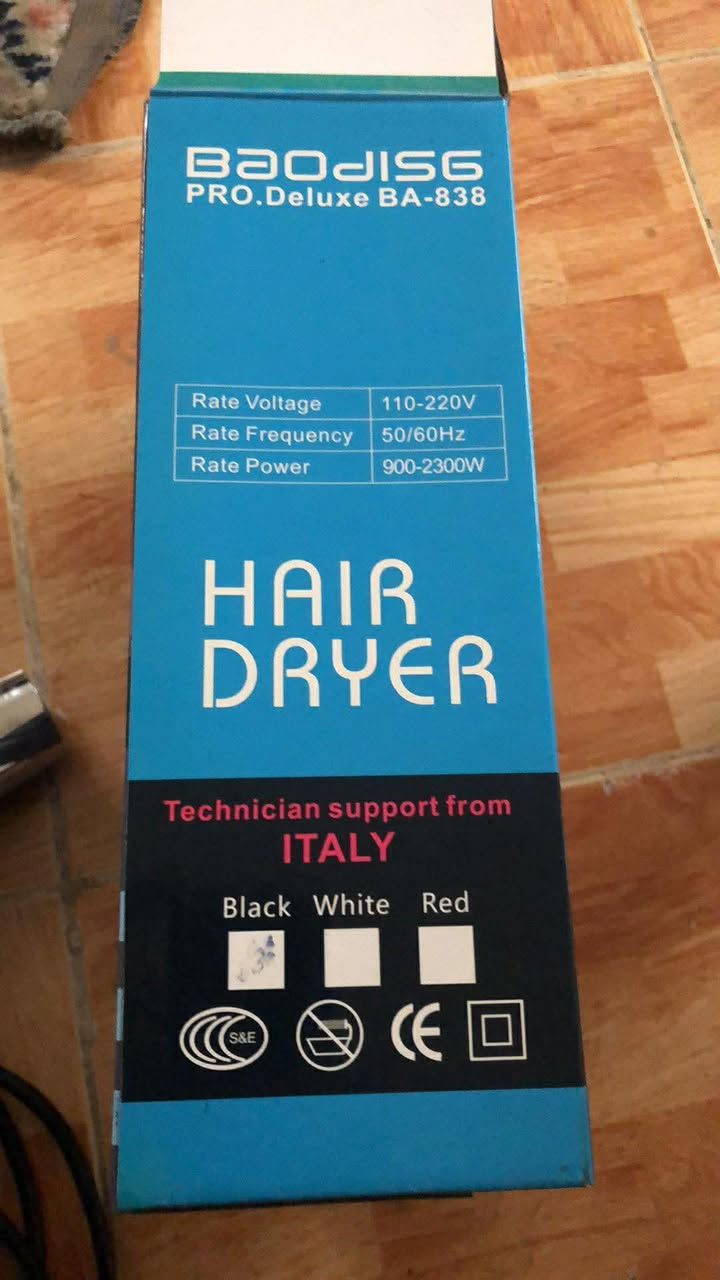 BaODISG
PRO.Deluxe BA-838
Rate Voltage 110-220V
Rate Frequency 50/60Hz
Rate Power 900-2300W
HAIR
DRYER
Technician support from
ITALY
Black White Red
S&E CE